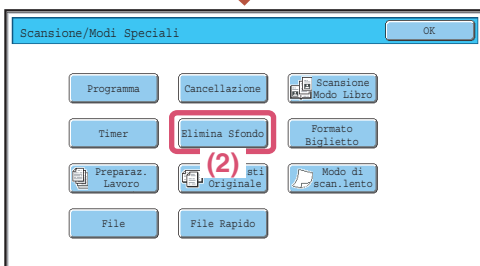 Scansione/Modi Speciali
OK
Programma
Cancellazione
Scansione
Modo Libro
Timer
Elimina Sfondo
Formato
Biglietto
(2)
Preparaz.
Lavoro
sti
Originale
Modo di
scan.lento
File
File Rapido